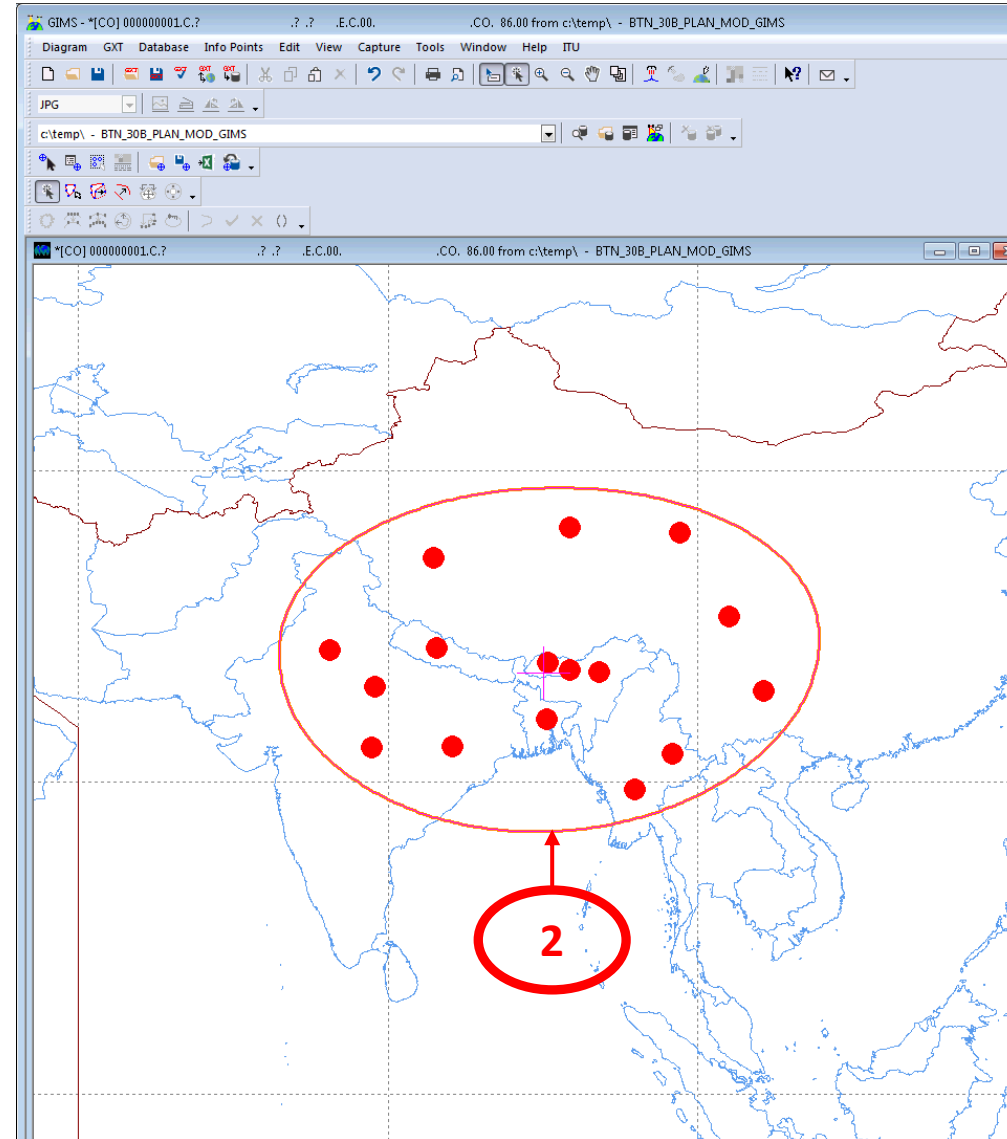 GIMS - *[CO] 000000001.C.? .? .? .E.C.00. .CO. 86.00 from c:\temp\ - BTN_30B_PLAN_MOD_GIMS
Diagram GXT Database Info Points Edit View Capture Tools Window Help ITU
JPG
c:\temp\ - BTN_30B_PLAN_MOD_GIMS
*[CO] 000000001.C.? .? .? .E.C.00. .CO. 86.00 from c:\temp\ - BTN_30B_PLAN_MOD_GIMS
2